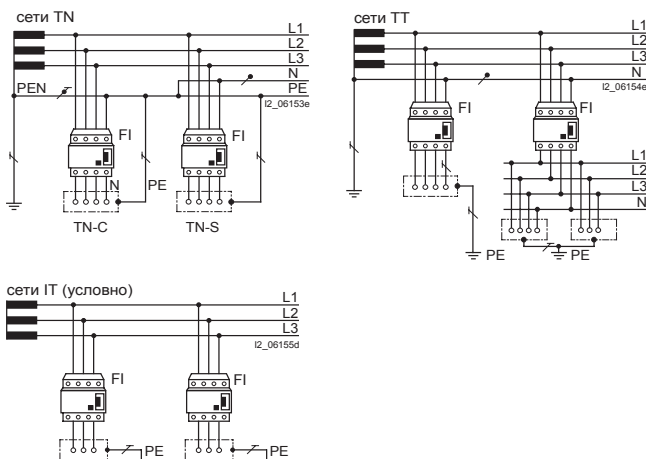 сети TN
L1
L2
L3
N
PEN
PE
I2_06153e
FI
FI
N
PE
TN-C
TN-S
сети TT
L1
L2
L3
N
I2_06154e
FI
FI
L1
L2
L3
N
PE
PE
сети IT (условно)
L1
L2
L3
I2_06155d
FI
FI
PE
PE